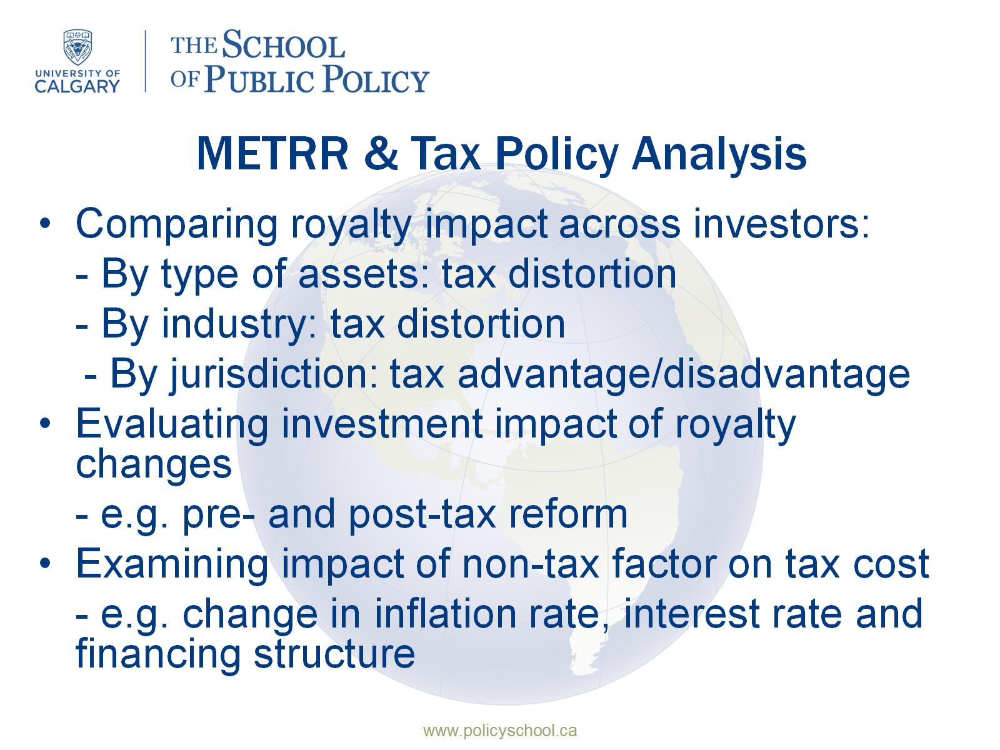 UNIVERSITY OF
CALGARY
THE SCHOOL
OF PUBLIC POLICY
METRR & Tax Policy Analysis
• Comparing royalty impact across investors:
- By type of assets: tax distortion
- By industry: tax distortion
- By jurisdiction: tax advantage/disadvantage
• Evaluating investment impact of royalty
changes
- e.g. pre- and post-tax reform
• Examining impact of non-tax factor on tax cost
- e.g. change in inflation rate, interest rate and
financing structure
www.policyschool.ca